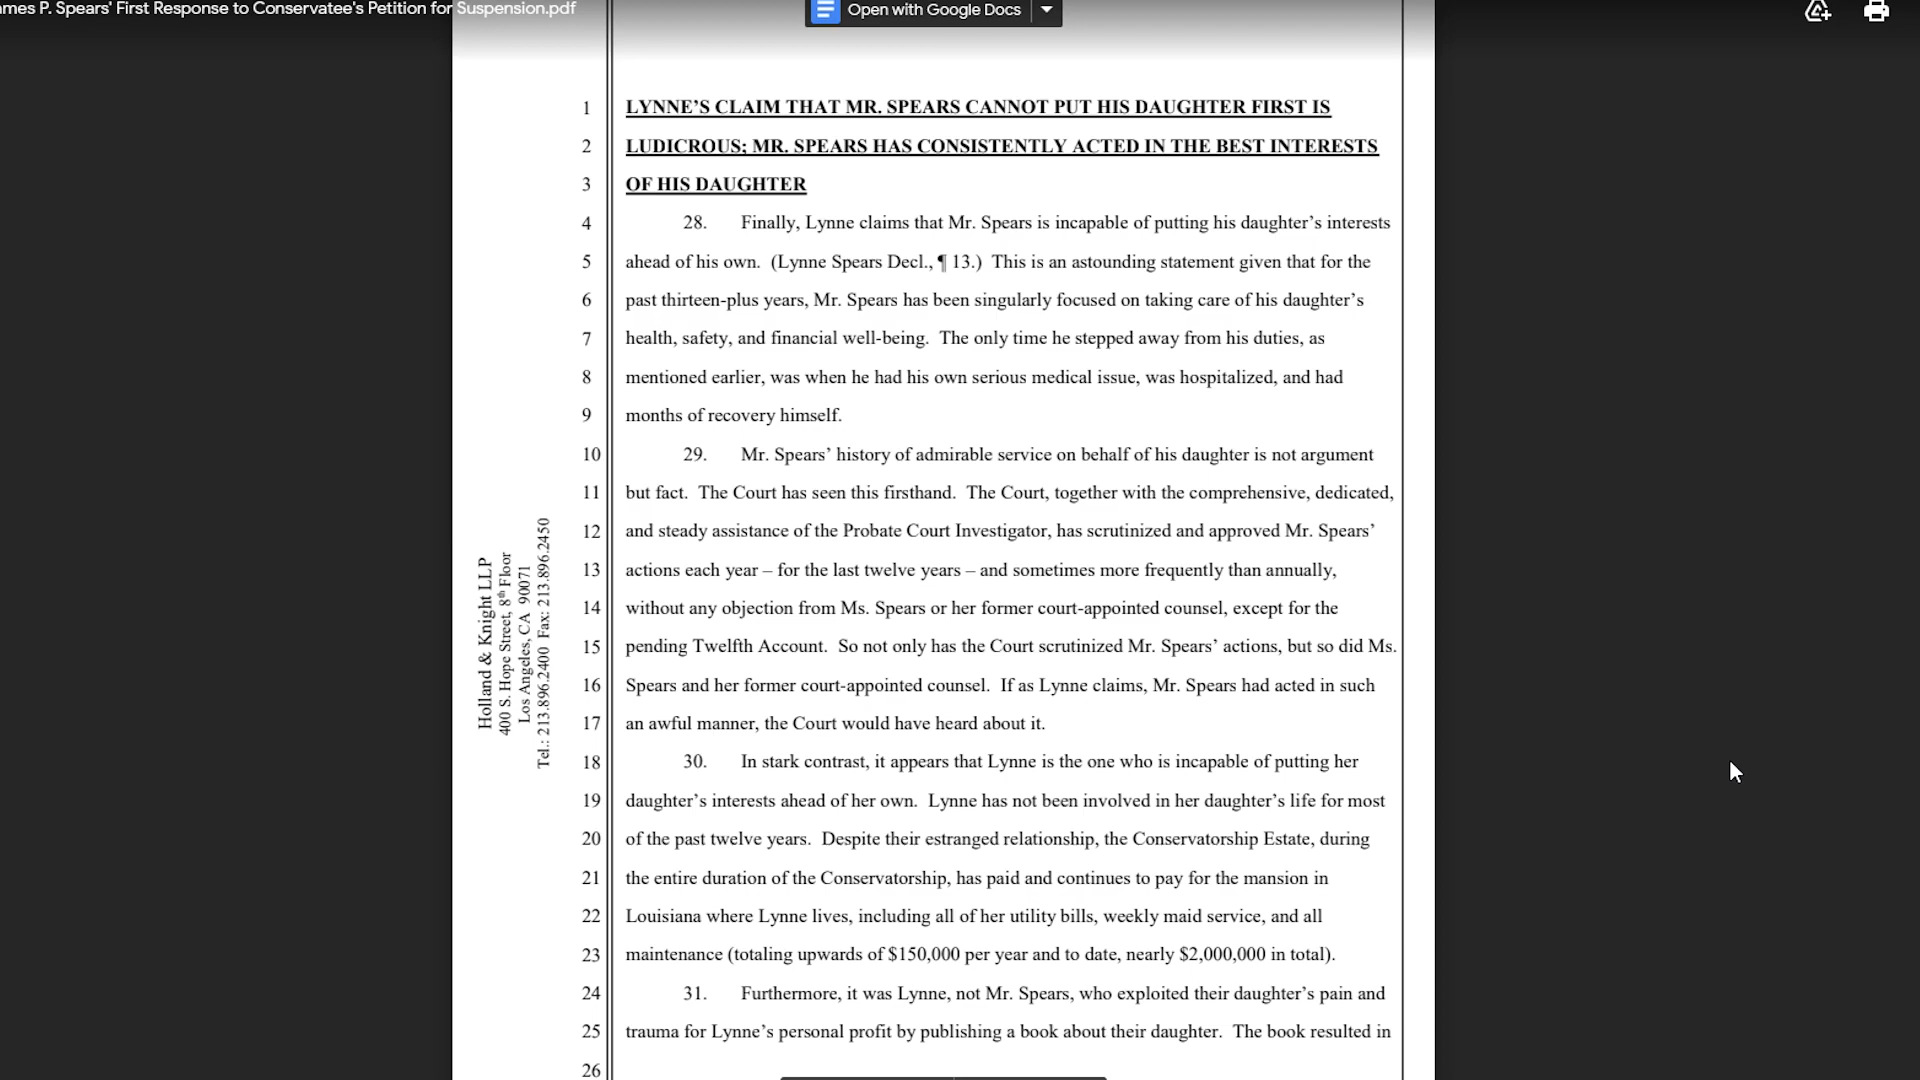 mes P. Spears' First Response to Conservatee's Petition for Suspension.pdf
Open with Google Docs
1 LYNNE’S CLAIM THAT MR. SPEARS CANNOT PUT HIS DAUGHTER FIRST IS
2 LUDICROUS; MR. SPEARS HAS CONSISTENTLY ACTED IN THE BEST INTERESTS
3 OF HIS DAUGHTER
4 28. Finally, Lynne claims that Mr. Spears is incapable of putting his daughter’s interests
5 ahead of his own. (Lynne Spears Decl., ¶ 13.) This is an astounding statement given that for the
6 past thirteen-plus years, Mr. Spears has been singularly focused on taking care of his daughter’s
7 health, safety, and financial well-being. The only time he stepped away from his duties, as
8 mentioned earlier, was when he had his own serious medical issue, was hospitalized, and had
9 months of recovery himself.
10 29. Mr. Spears’ history of admirable service on behalf of his daughter is not argument
11 but fact. The Court has seen this firsthand. The Court, together with the comprehensive, dedicated,
12 and steady assistance of the Probate Court Investigator, has scrutinized and approved Mr. Spears’
13 actions each year – for the last twelve years – and sometimes more frequently than annually,
14 without any objection from Ms. Spears or her former court-appointed counsel, except for the
15 pending Twelfth Account. So not only has the Court scrutinized Mr. Spears’ actions, but so did Ms.
16 Spears and her former court-appointed counsel. If as Lynne claims, Mr. Spears had acted in such
17 an awful manner, the Court would have heard about it.
18 30. In stark contrast, it appears that Lynne is the one who is incapable of putting her
19 daughter’s interests ahead of her own. Lynne has not been involved in her daughter’s life for most
20 of the past twelve years. Despite their estranged relationship, the Conservatorship Estate, during
21 the entire duration of the Conservatorship, has paid and continues to pay for the mansion in
22 Louisiana where Lynne lives, including all of her utility bills, weekly maid service, and all
23 maintenance (totaling upwards of $150,000 per year and to date, nearly $2,000,000 in total).
24 31. Furthermore, it was Lynne, not Mr. Spears, who exploited their daughter’s pain and
25 trauma for Lynne’s personal profit by publishing a book about their daughter. The book resulted in
26
Holland & Knight LLP
400 S. Hope Street, 8th Floor
Los Angeles, CA 90071
Tel.: 213.896.2400 Fax: 213.896.2450